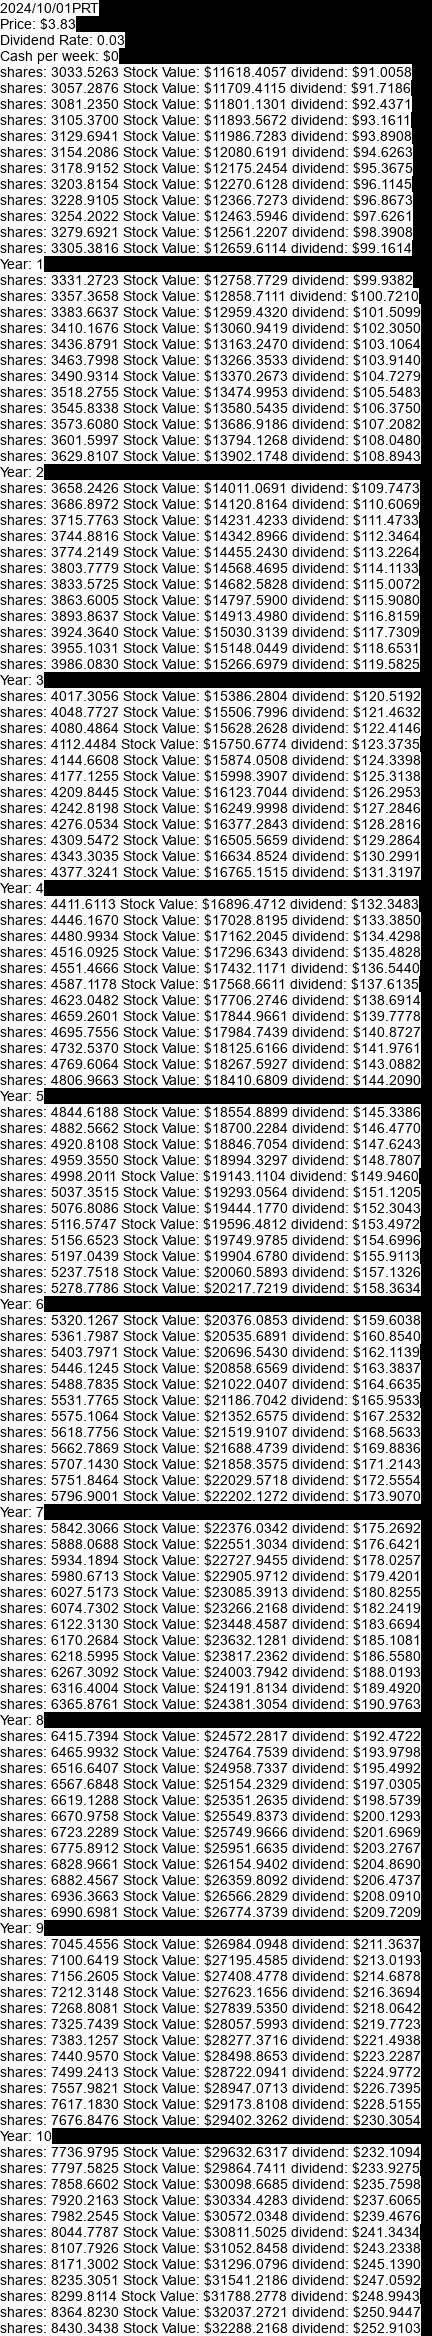 2024/10/01PRT
Price: $3.83
Dividend Rate: 0.03
Cash per week: $0
shares: 3033.5263 Stock Value: $11618.4057 dividend: $91.0058
shares: 3057.2876 Stock Value: $11709.4115 dividend: $91.7186
shares: 3081.2350 Stock Value: $11801.1301 dividend: $92.4371
shares: 3105.3700 Stock Value: $11893.5672 dividend: $93.1611
shares: 3129.6941 Stock Value: $11986.7283 dividend: $93.8908
shares: 3154.2086 Stock Value: $12080.6191 dividend: $94.6263
shares: 3178.9152 Stock Value: $12175.2454 dividend: $95.3675
shares: 3203.8154 Stock Value: $12270.6128 dividend: $96.1145
shares: 3228.9105 Stock Value: $12366.7273 dividend: $96.8673
shares: 3254.2022 Stock Value: $12463.5946 dividend: $97.6261
shares: 3279.6921 Stock Value: $12561.2207 dividend: $98.3908
shares: 3305.3816 Stock Value: $12659.6114 dividend: $99.1614
Year: 1
shares: 3331.2723 Stock Value: $12758.7729 dividend: $99.9382
shares: 3357.3658 Stock Value: $12858.7111 dividend: $100.7210
shares: 3383.6637 Stock Value: $12959.4320 dividend: $101.5099
shares: 3410.1676 Stock Value: $13060.9419 dividend: $102.3050
shares: 3436.8791 Stock Value: $13163.2470 dividend: $103.1064
shares: 3463.7998 Stock Value: $13266.3533 dividend: $103.9140
shares: 3490.9314 Stock Value: $13370.2673 dividend: $104.7279
shares: 3518.2755 Stock Value: $13474.9953 dividend: $105.5483
shares: 3545.8338 Stock Value: $13580.5435 dividend: $106.3750
shares: 3573.6080 Stock Value: $13686.9186 dividend: $107.2082
shares: 3601.5997 Stock Value: $13794.1268 dividend: $108.0480
shares: 3629.8107 Stock Value: $13902.1748 dividend: $108.8943
Year: 2
shares: 3658.2426 Stock Value: $14011.0691 dividend: $109.7473
shares: 3686.8972 Stock Value: $14120.8164 dividend: $110.6069
shares: 3715.7763 Stock Value: $14231.4233 dividend: $111.4733
shares: 3744.8816 Stock Value: $14342.8966 dividend: $112.3464
shares: 3774.2149 Stock Value: $14455.2430 dividend: $113.2264
shares: 3803.7779 Stock Value: $14568.4695 dividend: $114.1133
shares: 3833.5725 Stock Value: $14682.5828 dividend: $115.0072
shares: 3863.6005 Stock Value: $14797.5900 dividend: $115.9080
shares: 3893.8637 Stock Value: $14913.4980 dividend: $116.8159
shares: 3924.3640 Stock Value: $15030.3139 dividend: $117.7309
shares: 3955.1031 Stock Value: $15148.0449 dividend: $118.6531
shares: 3986.0830 Stock Value: $15266.6979 dividend: $119.5825
Year: 3
shares: 4017.3056 Stock Value: $15386.2804 dividend: $120.5192
shares: 4048.7727 Stock Value: $15506.7996 dividend: $121.4632
shares: 4080.4864 Stock Value: $15628.2628 dividend: $122.4146
shares: 4112.4484 Stock Value: $15750.6774 dividend: $123.3735
shares: 4144.6608 Stock Value: $15874.0508 dividend: $124.3398
shares: 4177.1255 Stock Value: $15998.3907 dividend: $125.3138
shares: 4209.8445 Stock Value: $16123.7044 dividend: $126.2953
shares: 4242.8198 Stock Value: $16249.9998 dividend: $127.2846
shares: 4276.0534 Stock Value: $16377.2843 dividend: $128.2816
shares: 4309.5472 Stock Value: $16505.5659 dividend: $129.2864
shares: 4343.3035 Stock Value: $16634.8524 dividend: $130.2991
shares: 4377.3241 Stock Value: $16765.1515 dividend: $131.3197
Year: 4
shares: 4411.6113 Stock Value: $16896.4712 dividend: $132.3483
shares: 4446.1670 Stock Value: $17028.8195 dividend: $133.3850
shares: 4480.9934 Stock Value: $17162.2045 dividend: $134.4298
shares: 4516.0925 Stock Value: $17296.6343 dividend: $135.4828
shares: 4551.4666 Stock Value: $17432.1171 dividend: $136.5440
shares: 4587.1178 Stock Value: $17568.6611 dividend: $137.6135
shares: 4623.0482 Stock Value: $17706.2746 dividend: $138.6914
shares: 4659.2601 Stock Value: $17844.9661 dividend: $139.7778
shares: 4695.7556 Stock Value: $17984.7439 dividend: $140.8727
shares: 4732.5370 Stock Value: $18125.6166 dividend: $141.9761
shares: 4769.6064 Stock Value: $18267.5927 dividend: $143.0882
shares: 4806.9663 Stock Value: $18410.6809 dividend: $144.2090
Year: 5
shares: 4844.6188 Stock Value: $18554.8899 dividend: $145.3386
shares: 4882.5662 Stock Value: $18700.2284 dividend: $146.4770
shares: 4920.8108 Stock Value: $18846.7054 dividend: $147.6243
shares: 4959.3550 Stock Value: $18994.3297 dividend: $148.7807
shares: 4998.2011 Stock Value: $19143.1104 dividend: $149.9460
shares: 5037.3515 Stock Value: $19293.0564 dividend: $151.1205
shares: 5076.8086 Stock Value: $19444.1770 dividend: $152.3043
shares: 5116.5747 Stock Value: $19596.4812 dividend: $153.4972
shares: 5156.6523 Stock Value: $19749.9785 dividend: $154.6996
shares: 5197.0439 Stock Value: $19904.6780 dividend: $155.9113
shares: 5237.7518 Stock Value: $20060.5893 dividend: $157.1326
shares: 5278.7786 Stock Value: $20217.7219 dividend: $158.3634
Year: 6
shares: 5320.1267 Stock Value: $20376.0853 dividend: $159.6038
shares: 5361.7987 Stock Value: $20535.6891 dividend: $160.8540
shares: 5403.7971 Stock Value: $20696.5430 dividend: $162.1139
shares: 5446.1245 Stock Value: $20858.6569 dividend: $163.3837
shares: 5488.7835 Stock Value: $21022.0407 dividend: $164.6635
shares: 5531.7765 Stock Value: $21186.7042 dividend: $165.9533
shares: 5575.1064 Stock Value: $21352.6575 dividend: $167.2532
shares: 5618.7756 Stock Value: $21519.9107 dividend: $168.5633
shares: 5662.7869 Stock Value: $21688.4739 dividend: $169.8836
shares: 5707.1430 Stock Value: $21858.3575 dividend: $171.2143
shares: 5751.8464 Stock Value: $22029.5718 dividend: $172.5554
shares: 5796.9001 Stock Value: $22202.1272 dividend: $173.9070
Year: 7
shares: 5842.3066 Stock Value: $22376.0342 dividend: $175.2692
shares: 5888.0688 Stock Value: $22551.3034 dividend: $176.6421
shares: 5934.1894 Stock Value: $22727.9455 dividend: $178.0257
shares: 5980.6713 Stock Value: $22905.9712 dividend: $179.4201
shares: 6027.5173 Stock Value: $23085.3913 dividend: $180.8255
shares: 6074.7302 Stock Value: $23266.2168 dividend: $182.2419
shares: 6122.3130 Stock Value: $23448.4587 dividend: $183.6694
shares: 6170.2684 Stock Value: $23632.1281 dividend: $185.1081
shares: 6218.5995 Stock Value: $23817.2362 dividend: $186.5580
shares: 6267.3092 Stock Value: $24003.7942 dividend: $188.0193
shares: 6316.4004 Stock Value: $24191.8134 dividend: $189.4920
shares: 6365.8761 Stock Value: $24381.3054 dividend: $190.9763
Year: 8
shares: 6415.7394 Stock Value: $24572.2817 dividend: $192.4722
shares: 6465.9932 Stock Value: $24764.7539 dividend: $193.9798
shares: 6516.6407 Stock Value: $24958.7337 dividend: $195.4992
shares: 6567.6848 Stock Value: $25154.2329 dividend: $197.0305
shares: 6619.1288 Stock Value: $25351.2635 dividend: $198.5739
shares: 6670.9758 Stock Value: $25549.8373 dividend: $200.1293
shares: 6723.2289 Stock Value: $25749.9666 dividend: $201.6969
shares: 6775.8912 Stock Value: $25951.6635 dividend: $203.2767
shares: 6828.9661 Stock Value: $26154.9402 dividend: $204.8690
shares: 6882.4567 Stock Value: $26359.8092 dividend: $206.4737
shares: 6936.3663 Stock Value: $26566.2829 dividend: $208.0910
shares: 6990.6981 Stock Value: $26774.3739 dividend: $209.7209
Year: 9
shares: 7045.4556 Stock Value: $26984.0948 dividend: $211.3637
shares: 7100.6419 Stock Value: $27195.4585 dividend: $213.0193
shares: 7156.2605 Stock Value: $27408.4778 dividend: $214.6878
shares: 7212.3148 Stock Value: $27623.1656 dividend: $216.3694
shares: 7268.8081 Stock Value: $27839.5350 dividend: $218.0642
shares: 7325.7439 Stock Value: $28057.5993 dividend: $219.7723
shares: 7383.1257 Stock Value: $28277.3716 dividend: $221.4938
shares: 7440.9570 Stock Value: $28498.8653 dividend: $223.2287
shares: 7499.2413 Stock Value: $28722.0941 dividend: $224.9772
shares: 7557.9821 Stock Value: $28947.0713 dividend: $226.7395
shares: 7617.1830 Stock Value: $29173.8108 dividend: $228.5155
shares: 7676.8476 Stock Value: $29402.3262 dividend: $230.3054
Year: 10
shares: 7736.9795 Stock Value: $29632.6317 dividend: $232.1094
shares: 7797.5825 Stock Value: $29864.7411 dividend: $233.9275
shares: 7858.6602 Stock Value: $30098.6685 dividend: $235.7598
shares: 7920.2163 Stock Value: $30334.4283 dividend: $237.6065
shares: 7982.2545 Stock Value: $30572.0348 dividend: $239.4676
shares: 8044.7787 Stock Value: $30811.5025 dividend: $241.3434
shares: 8107.7926 Stock Value: $31052.8458 dividend: $243.2338
shares: 8171.3002 Stock Value: $31296.0796 dividend: $245.1390
shares: 8235.3051 Stock Value: $31541.2186 dividend: $247.0592
shares: 8299.8114 Stock Value: $31788.2778 dividend: $248.9943
shares: 8364.8230 Stock Value: $32037.2721 dividend: $250.9447
shares: 8430.3438 Stock Value: $32288.2168 dividend: $252.9103